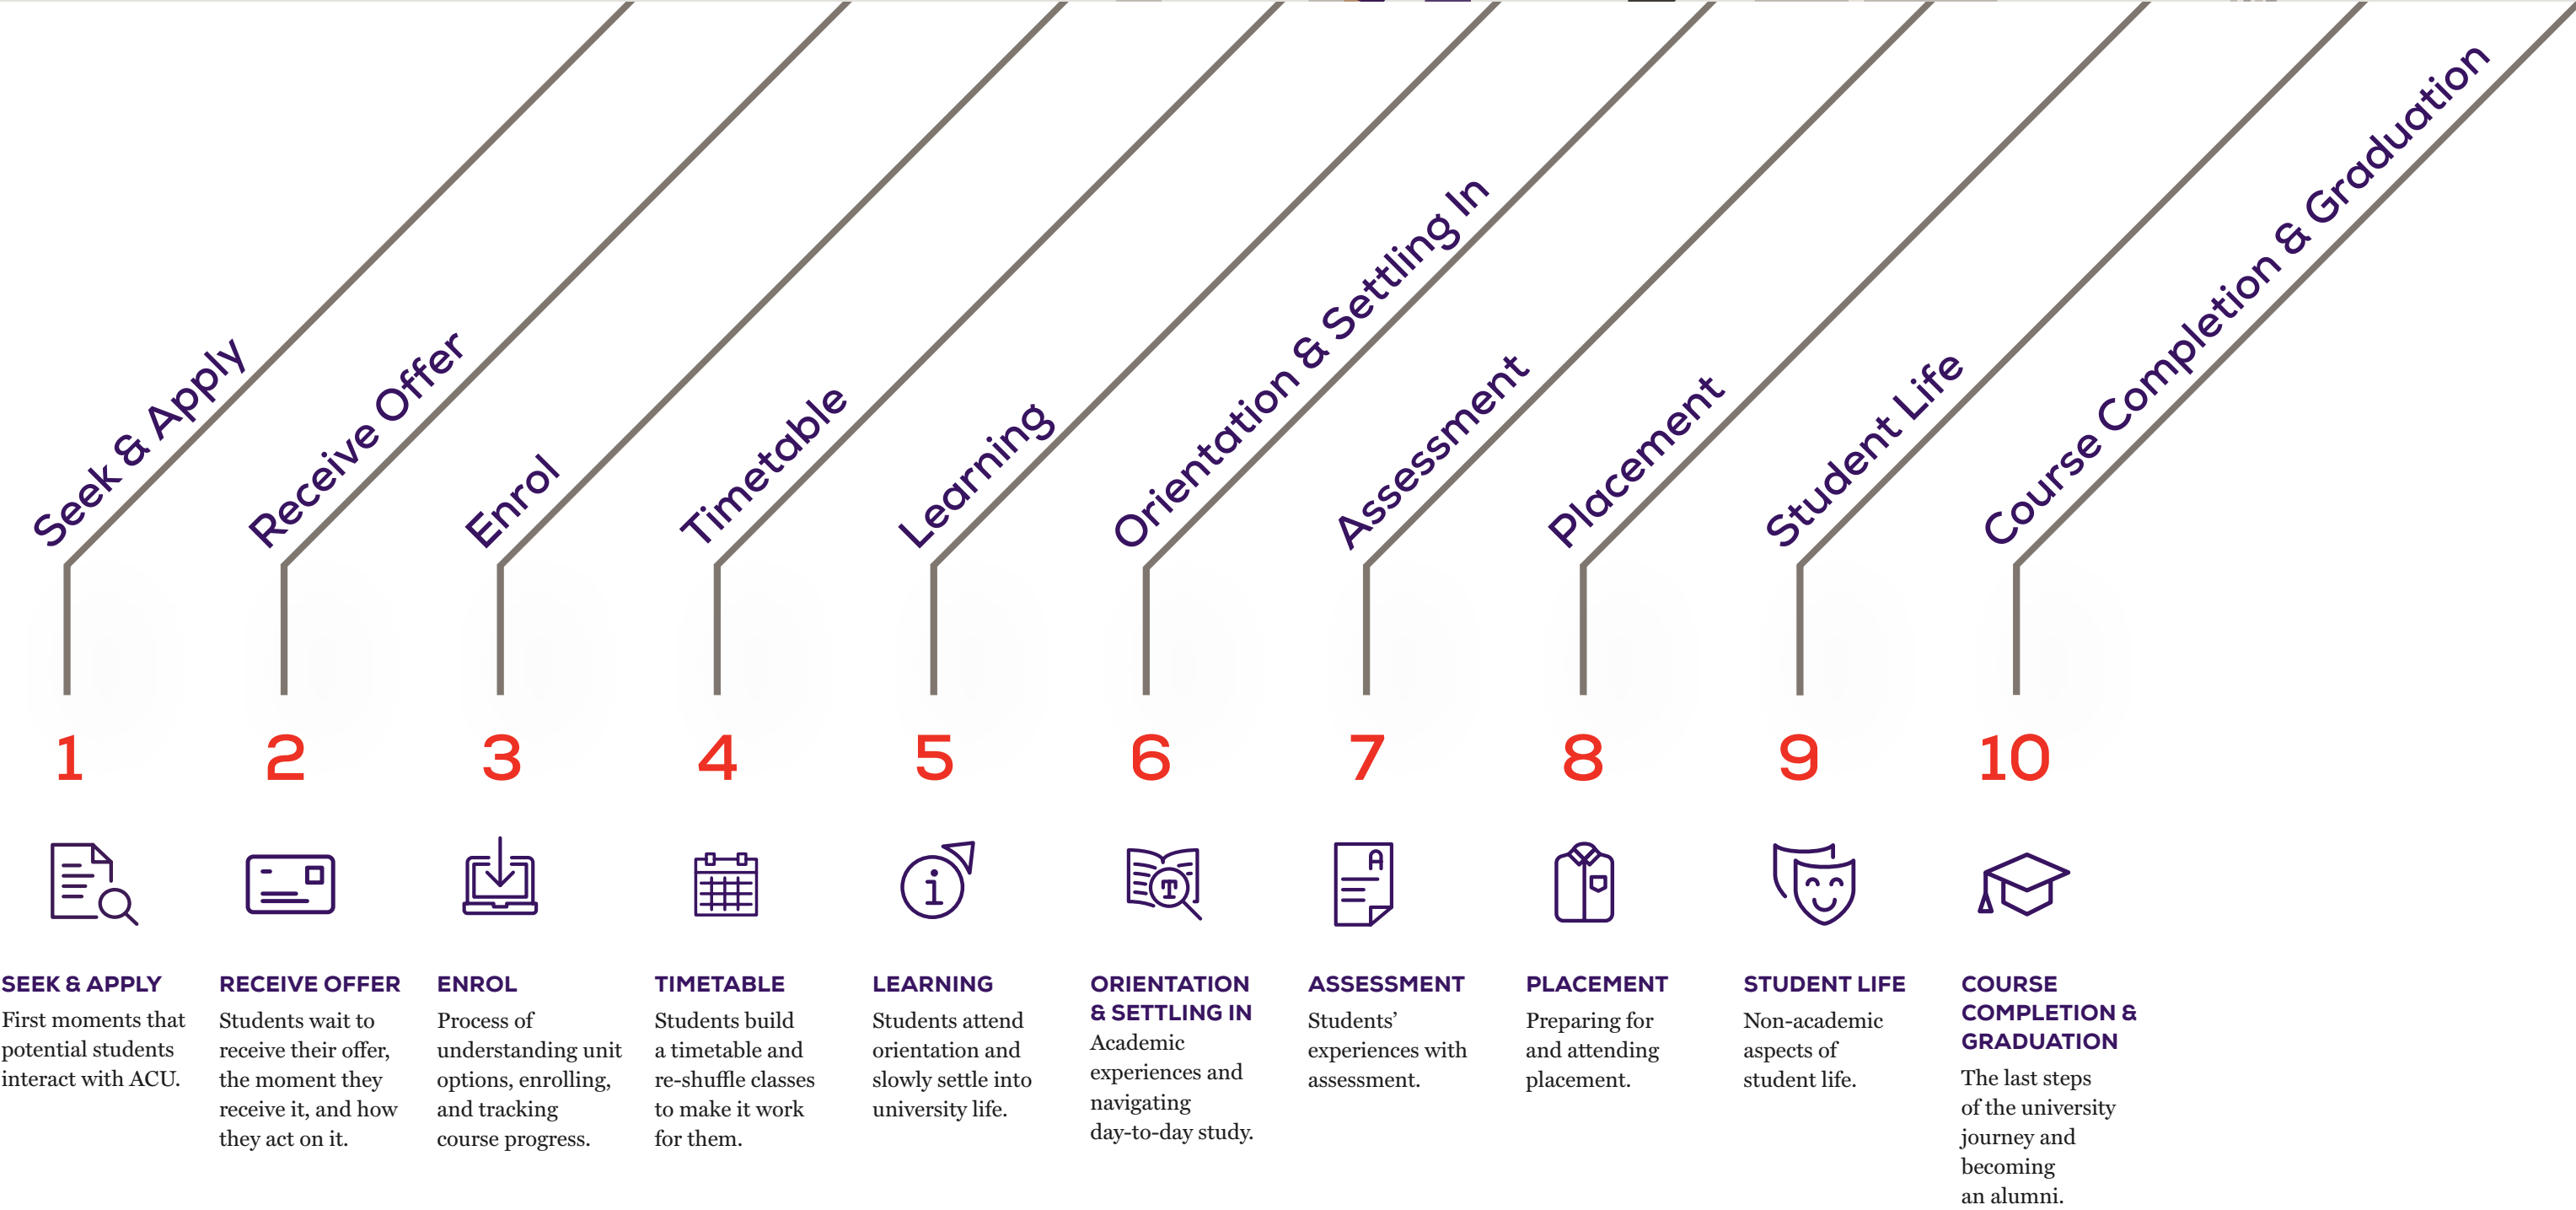 Seek & Apply
Receive Offer
Enrol
Timetable
Learning
Orientation & Settling In
Assessment
Placement
Student Life
Course Completion & Graduation
1
2
3
4
5
6
7
8
9
10
i
T
A
SEEK & APPLY
First moments that
potential students
interact with ACU.
RECEIVE OFFER
Students wait to
receive their offer,
the moment they
receive it, and how
they act on it.
ENROL
Process of
understanding unit
options, enrolling,
and tracking
course progress.
TIMETABLE
Students build
a timetable and
re-shuffle classes
to make it work
for them.
LEARNING
Students attend
orientation and
slowly settle into
university life.
ORIENTATION
& SETTLING IN
Academic
experiences and
navigating
day-to-day study.
ASSESSMENT
Students’
experiences with
assessment.
PLACEMENT
Preparing for
and attending
placement.
STUDENT LIFE
Non-academic
aspects of
student life.
COURSE
COMPLETION &
GRADUATION
The last steps
of the university
journey and
becoming
an alumni.